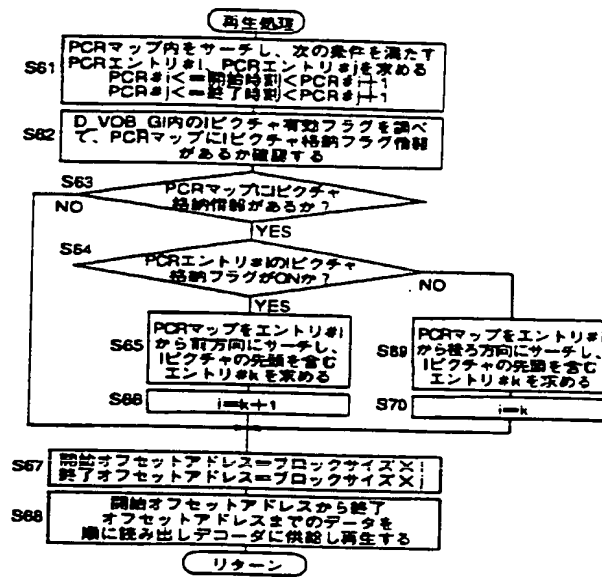 再生処理
S61
PCRマップ内をサーチし、次の条件を満たす
PCRエントリ#i、PCRエントリ#jを求める
PCR#i<=開始時刻<PCR#i+1
PCR#j<=終了時刻<PCR#j+1
S62
D_VOB_GI内のIピクチャ有効フラグを調べ
て、PCRマップにIピクチャ格納フラグ情報
があるか確認する
S63
PCRマップにIピクチャ
格納情報があるか?
NO
YES
S64
PCRエントリ#iのIピクチャ
格納フラグがONか?
NO
YES
S65
PCRマップをエントリ#i
から前方向にサーチし、
Iピクチャの先頭を含む
エントリ#kを求める
S69
PCRマップをエントリ#i
から後ろ方向にサーチし、
Iピクチャの先頭を含む
エントリ#kを求める
S66
i=k+1
S70
i=k
S67
開始オフセットアドレス=ブロックサイズ×i
終了オフセットアドレス=ブロックサイズ×j
S68
開始オフセットアドレスから終了
オフセットアドレスまでのデータを
順に読み出しデコーダに供給し再生する
リターン